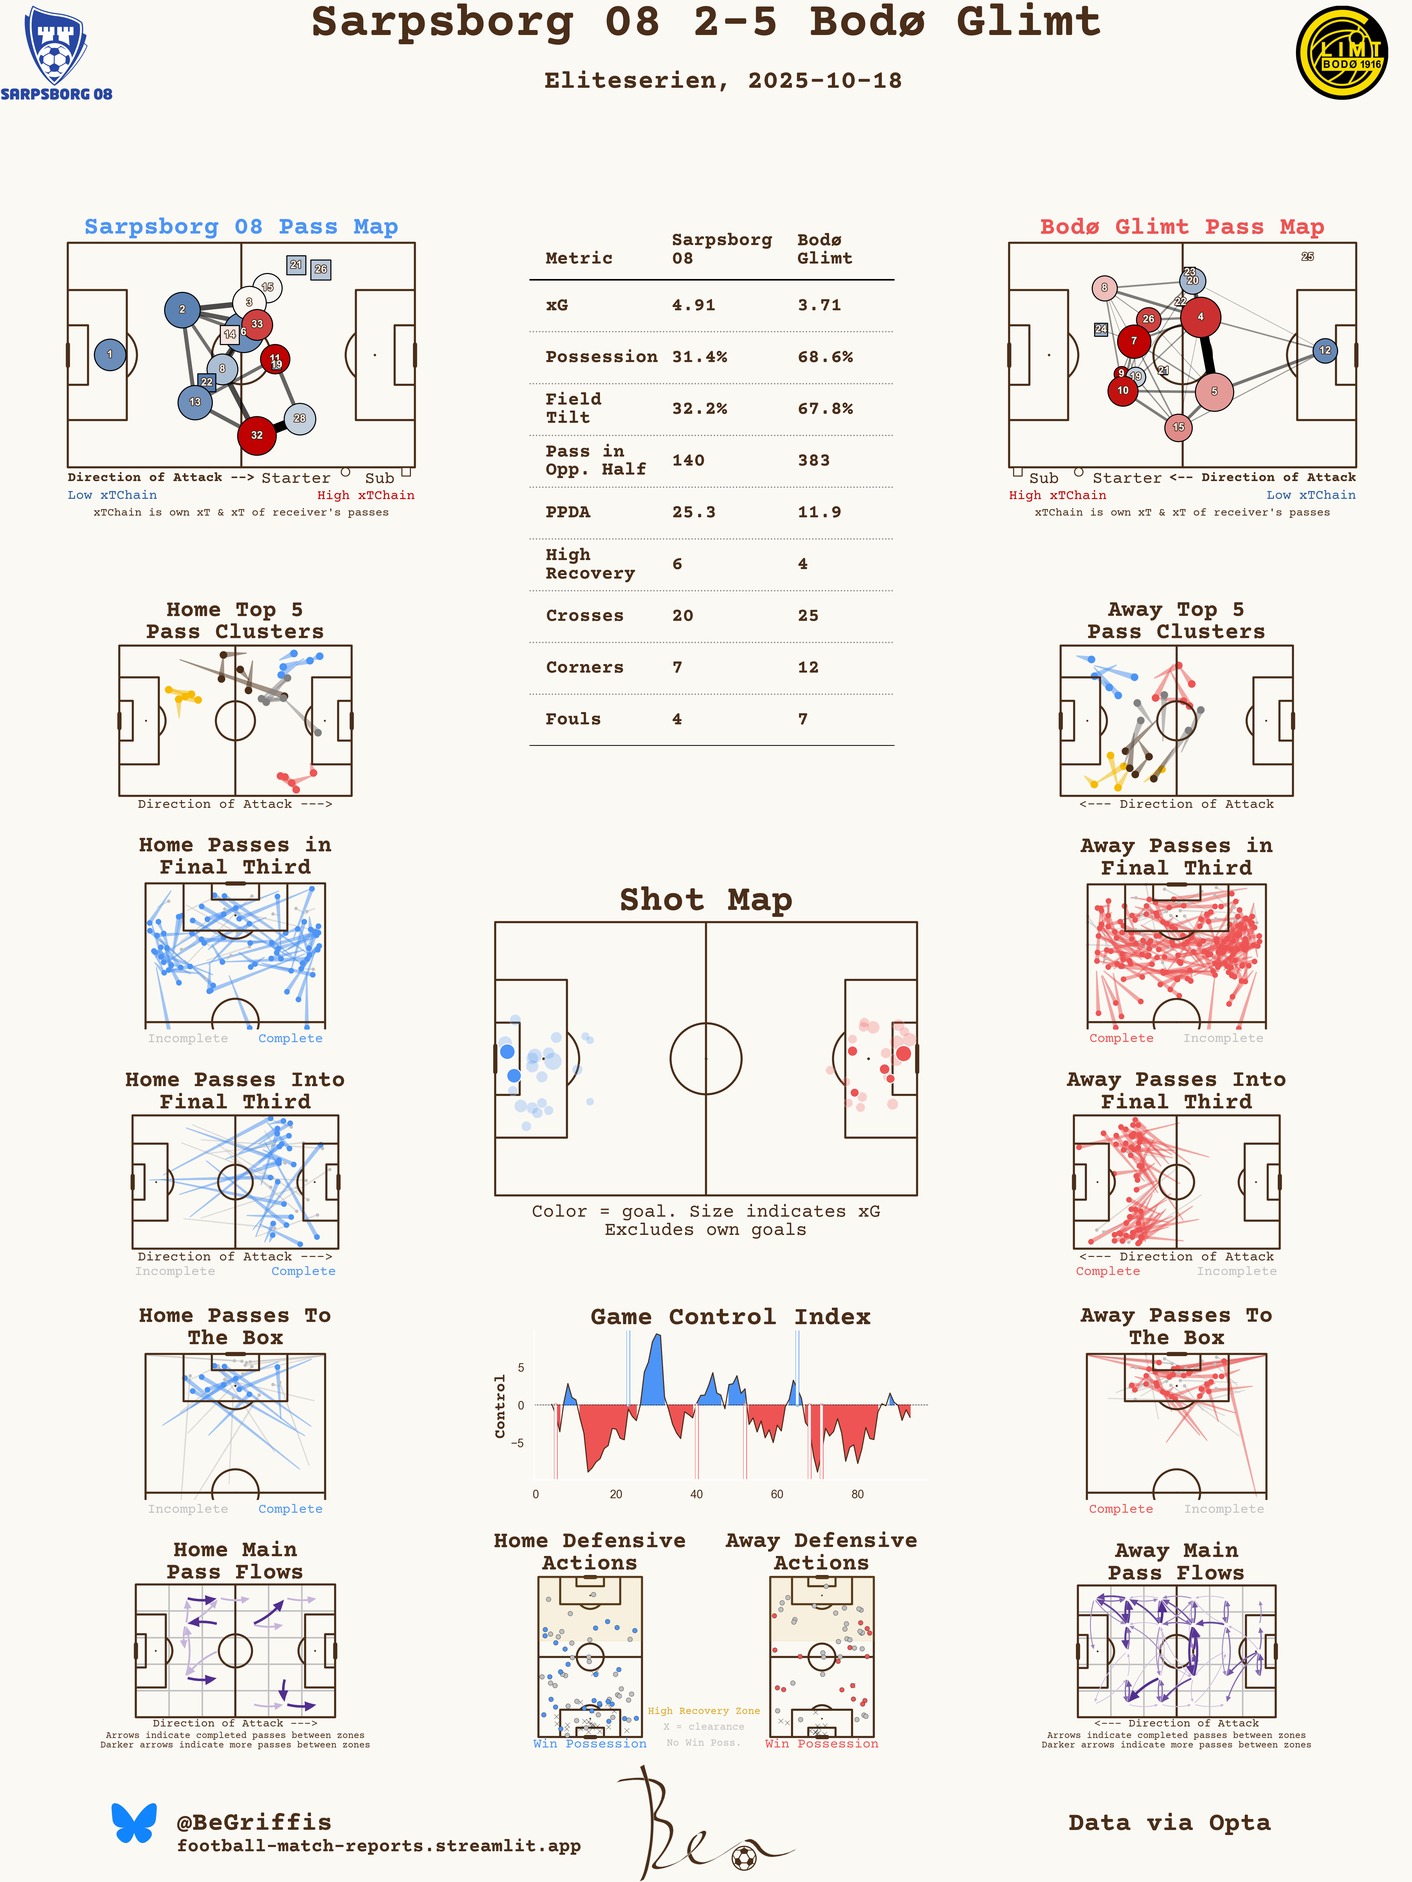 Sarpsborg 08 2-5 Bodø Glimt
Eliteserien, 2025-10-18
SARPSBORG 08
GLIMT
BODØ 1916
Sarpsborg 08 Pass Map
21
26
15
3
2
33
14
6
1
11
19
8
22
13
28
32
Direction of Attack --> Starter Sub
Low xTChain High xTChain
xTChain is own xT & xT of receiver's passes
Metric Sarpsborg 08 Bodø Glimt
xG 4.91 3.71
Possession 31.4% 68.6%
Field Tilt 32.2% 67.8%
Pass in Opp. Half 140 383
PPDA 25.3 11.9
High Recovery 6 4
Crosses 20 25
Corners 7 12
Fouls 4 7
Bodø Glimt Pass Map
25
23
20
8
22
4
26
24
7
12
9
19
21
10
5
15
Sub Starter <-- Direction of Attack
High xTChain Low xTChain
xTChain is own xT & xT of receiver's passes
Home Top 5
Pass Clusters
Direction of Attack --->
Away Top 5
Pass Clusters
<--- Direction of Attack
Home Passes in
Final Third
Incomplete Complete
Away Passes in
Final Third
Complete Incomplete
Shot Map
Color = goal. Size indicates xG
Excludes own goals
Home Passes Into
Final Third
Direction of Attack --->
Incomplete Complete
Away Passes Into
Final Third
<--- Direction of Attack
Complete Incomplete
Home Passes To
The Box
Incomplete Complete
Game Control Index
Control
5
0
−5
0 20 40 60 80
Away Passes To
The Box
Complete Incomplete
Home Main
Pass Flows
Direction of Attack --->
Arrows indicate completed passes between zones
Darker arrows indicate more passes between zones
Home Defensive
Actions
Win Possession
High Recovery Zone
X = clearance
No Win Poss.
Away Defensive
Actions
Win Possession
Away Main
Pass Flows
<--- Direction of Attack
Arrows indicate completed passes between zones
Darker arrows indicate more passes between zones
@BeGriffis
football-match-reports.streamlit.app
Ben
Data via Opta